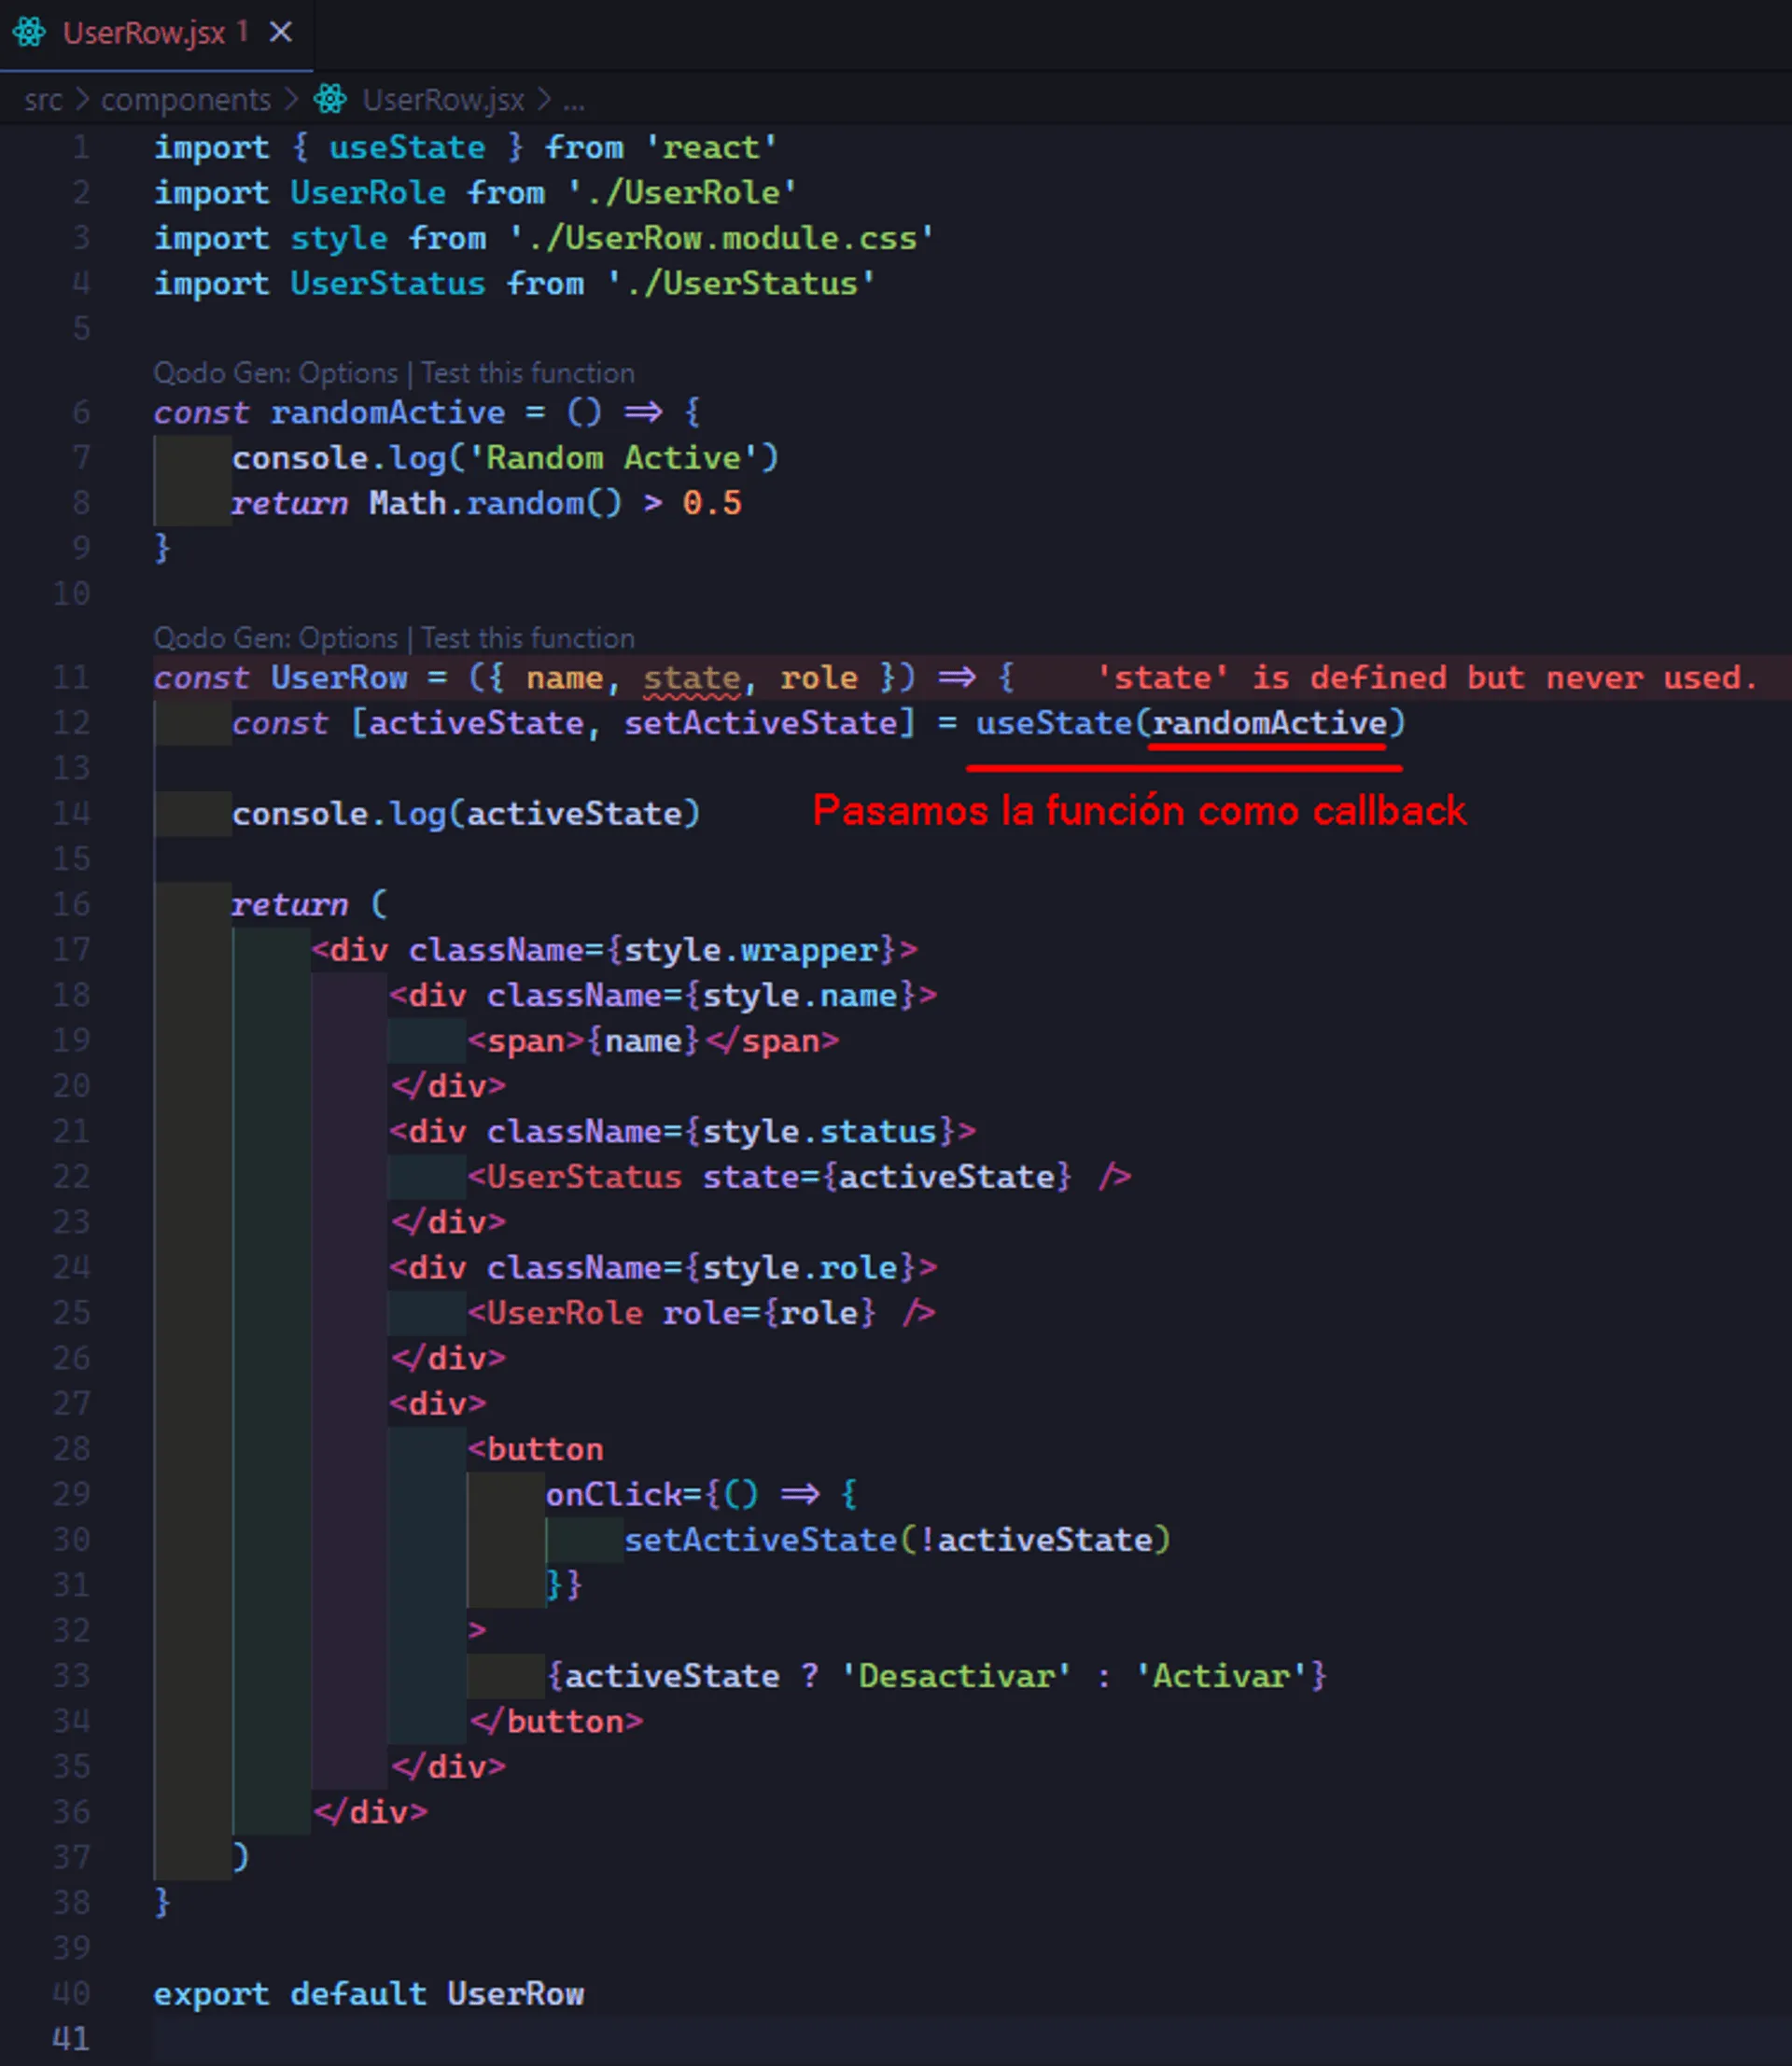 UserRow.jsx 1 ×
src > components > UserRow.jsx > ...
1 import { useState } from 'react'
2 import UserRole from './UserRole'
3 import style from './UserRow.module.css'
4 import UserStatus from './UserStatus'
5
Qodo Gen: Options | Test this function
6 const randomActive = () => {
7 console.log('Random Active')
8 return Math.random() > 0.5
9 }
10
Qodo Gen: Options | Test this function
11 const UserRow = ({ name, state, role }) => { 'state' is defined but never used.
12 const [activeState, setActiveState] = useState(randomActive)
13
14 console.log(activeState) Pasamos la función como callback
15
16 return (
17 <div className={style.wrapper}>
18 <div className={style.name}>
19 <span>{name}</span>
20 </div>
21 <div className={style.status}>
22 <UserStatus state={activeState} />
23 </div>
24 <div className={style.role}>
25 <UserRole role={role} />
26 </div>
27 <div>
28 <button
29 onClick={() => {
30 setActiveState(!activeState)
31 }}
32 >
33 {activeState ? 'Desactivar' : 'Activar'}
34 </button>
35 </div>
36 </div>
37 )
38 }
39
40 export default UserRow
41